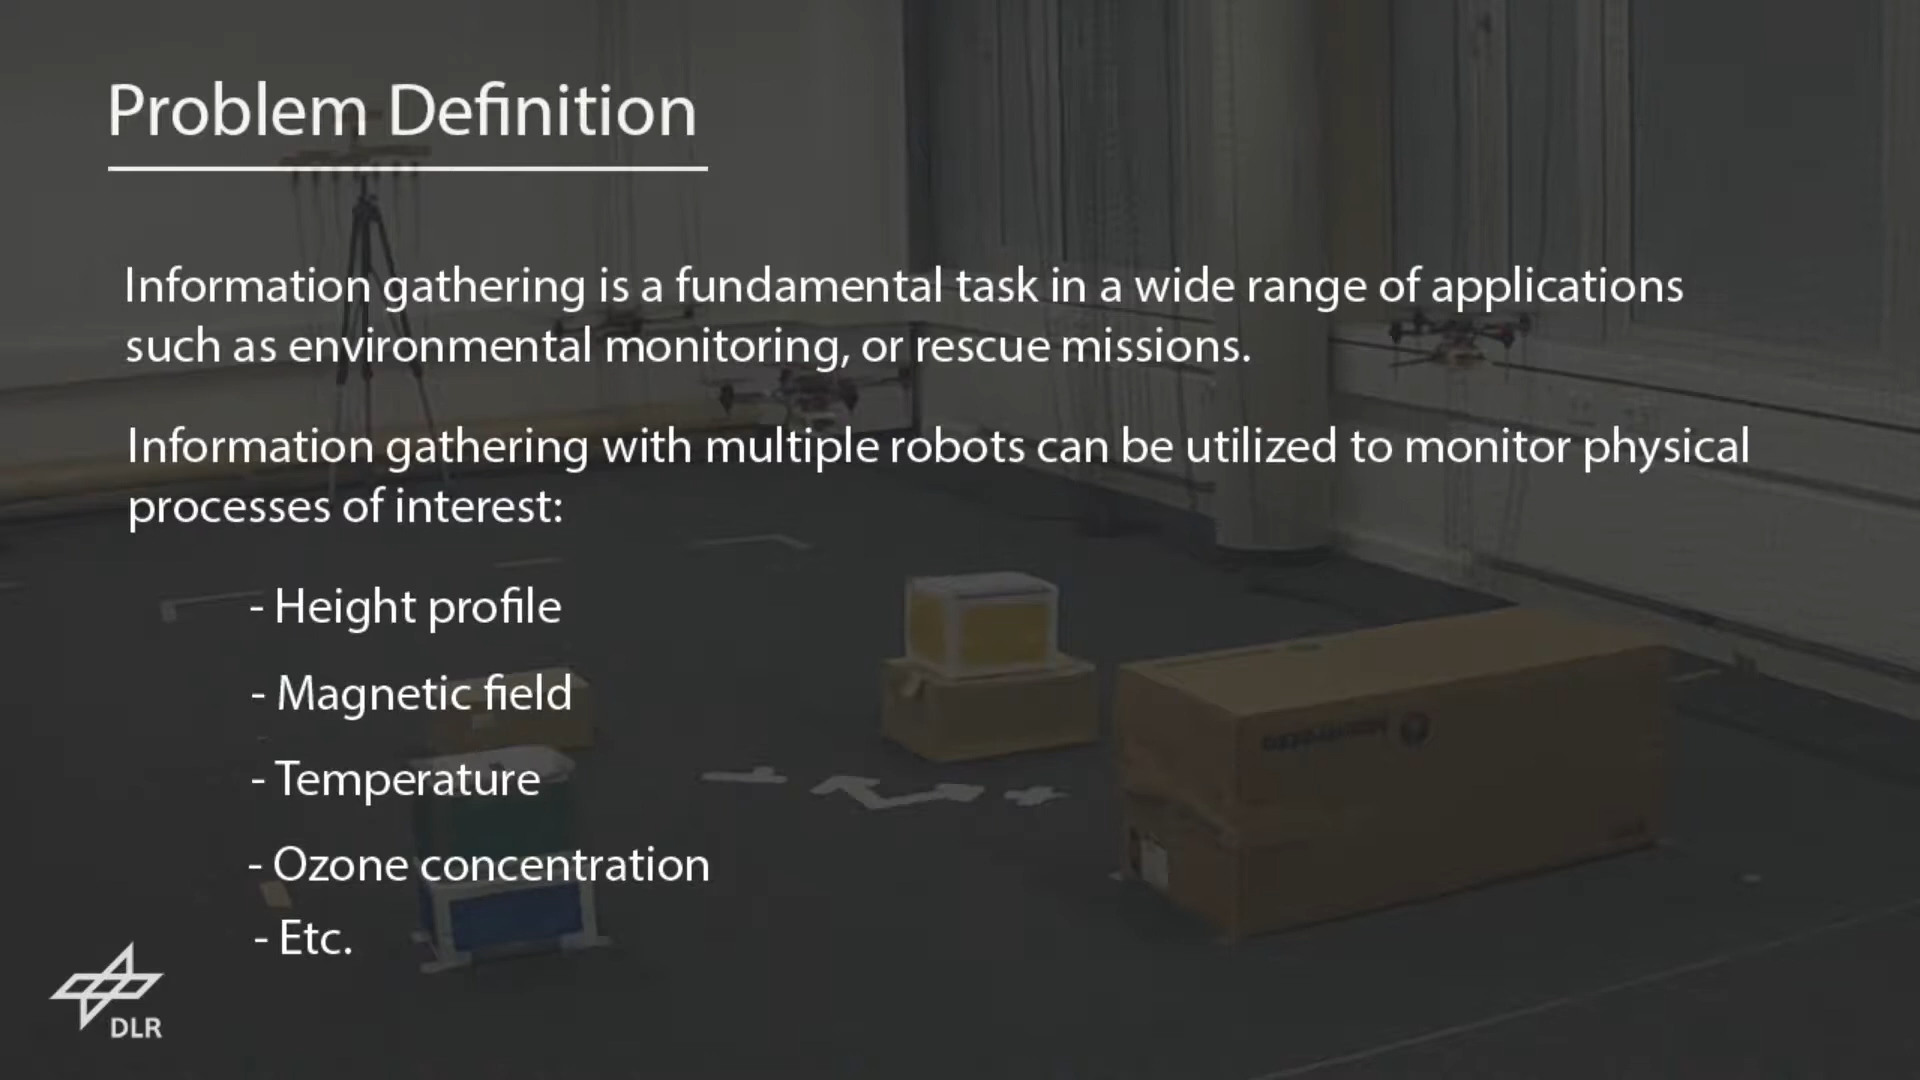 Problem Definition
Information gathering is a fundamental task in a wide range of applications
such as environmental monitoring, or rescue missions.
Information gathering with multiple robots can be utilized to monitor physical
processes of interest:
- Height profile
- Magnetic field
- Temperature
- Ozone concentration
- Etc.
DLR